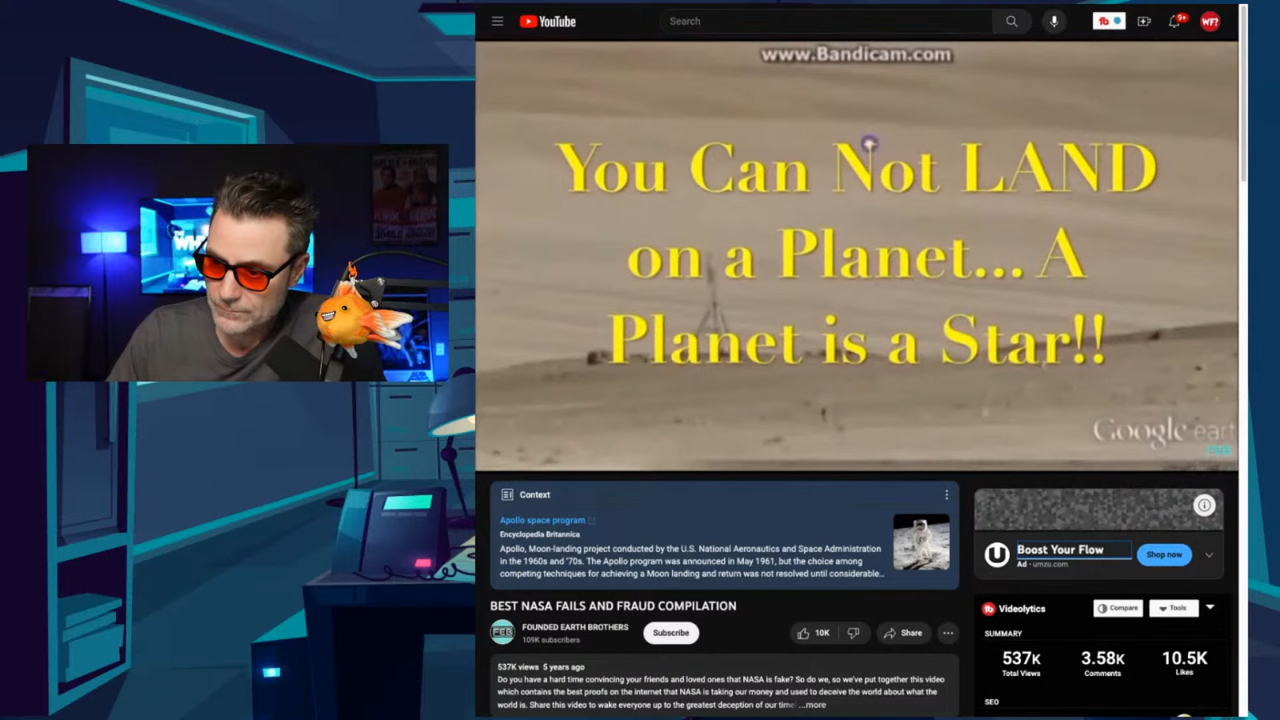 YouTube
Search
9+
WF?
www.Bandicam.com
You Can Not LAND
on a Planet... A
Planet is a Star!!
Google eart
Context
Apollo space program
Encyclopedia Britannica
Apollo, Moon-landing project conducted by the U.S. National Aeronautics and Space Administration
in the 1960s and '70s. The Apollo program was announced in May 1961, but the choice among
competing techniques for achieving a Moon landing and return was not resolved until considerable...
Boost Your Flow
Ad · umzu.com
Shop now
BEST NASA FAILS AND FRAUD COMPILATION
FEB
FOUNDED EARTH BROTHERS
109K subscribers
Subscribe
10K
Share
537K views 5 years ago
Do you have a hard time convincing your friends and loved ones that NASA is fake? So do we, so we've put together this video
which contains the best proofs on the internet that NASA is taking our money and used to deceive the world about what the
world is. Share this video to wake everyone up to the greatest deception of our time! ...more
Videolytics
Compare
Tools
SUMMARY
537K
3.58K
10.5K
Total Views
Comments
Likes
SEO